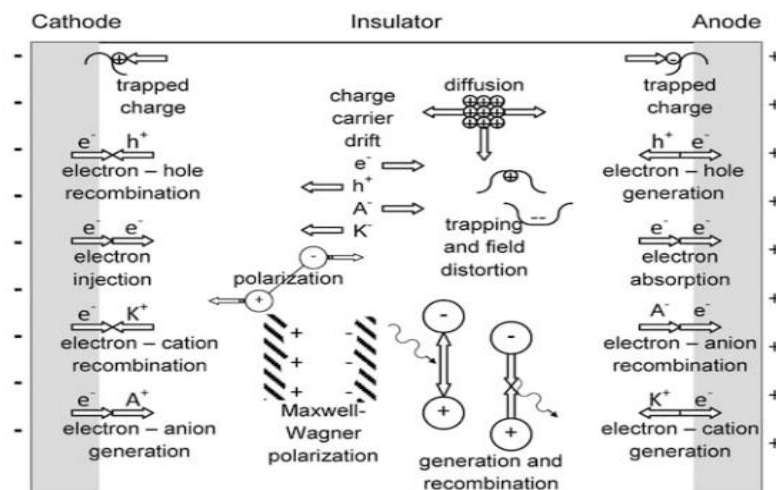 Cathode
Insulator
Anode
trapped
charge
e⁻ h⁺
electron – hole
recombination
e⁻ e⁻
electron
injection
e⁻ K⁺
electron – cation
recombination
e⁻ A⁺
electron – anion
generation
charge
carrier
drift
e⁻
h⁺
A⁻
K⁻
polarization
Maxwell-
Wagner
polarization
diffusion
trapping
and field
distortion
generation and
recombination
trapped
charge
h⁺ e⁻
electron – hole
generation
e⁻ e⁻
electron
absorption
A⁻ e⁻
electron – anion
recombination
K⁺ e⁻
electron – cation
generation